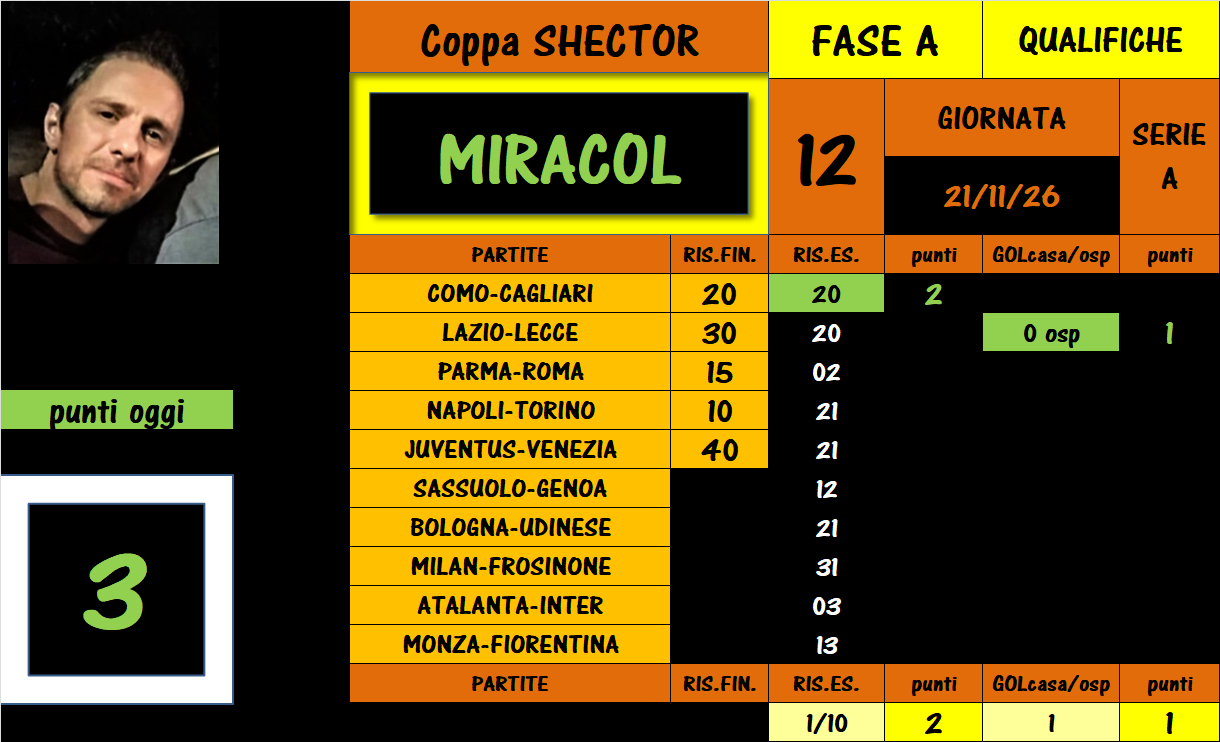 Coppa SHECTOR FASE A QUALIFICHE
MIRACOL 12 GIORNATA SERIE A
21/11/26
PARTITE RIS.FIN. RIS.ES. punti GOLcasa/osp punti
COMO-CAGLIARI 20 20 2
LAZIO-LECCE 30 20 0 osp 1
PARMA-ROMA 15 02
NAPOLI-TORINO 10 21
punti oggi
JUVENTUS-VENEZIA 40 21
SASSUOLO-GENOA 12
BOLOGNA-UDINESE 21
MILAN-FROSINONE 31
3
ATALANTA-INTER 03
MONZA-FIORENTINA 13
PARTITE RIS.FIN. RIS.ES. punti GOLcasa/osp punti
1/10 2 1 1